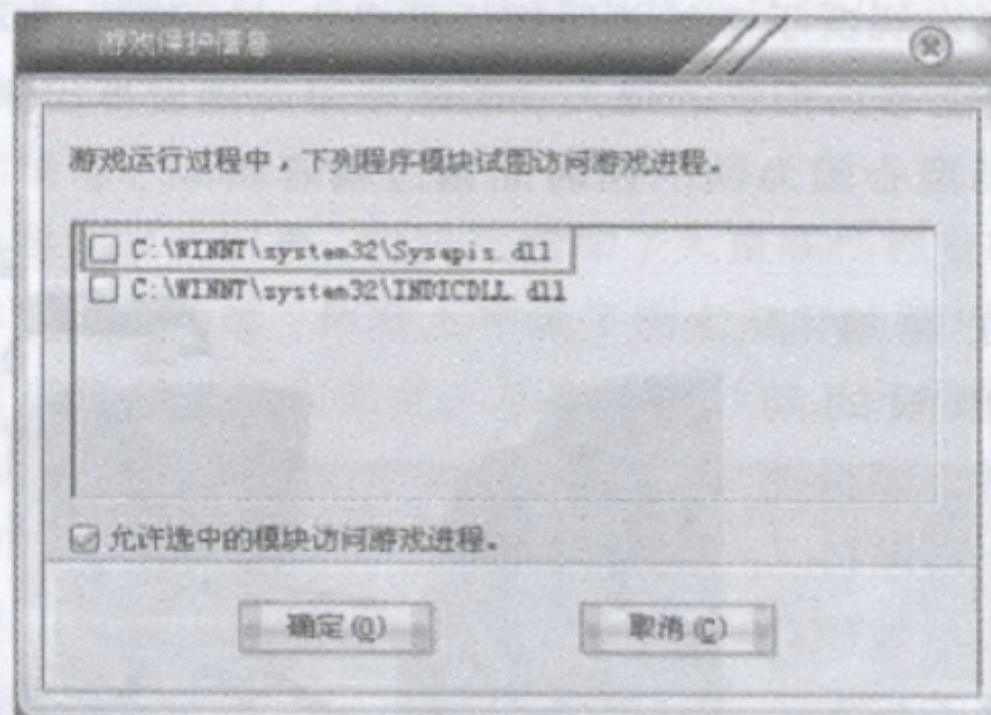 游戏保护信息
游戏运行过程中，下列程序模块试图访问游戏进程。
C:\WINNT\system32\Sysapis.dll
C:\WINNT\system32\INDICDLL.dll
允许选中的模块访问游戏进程。
确定(O)
取消(C)